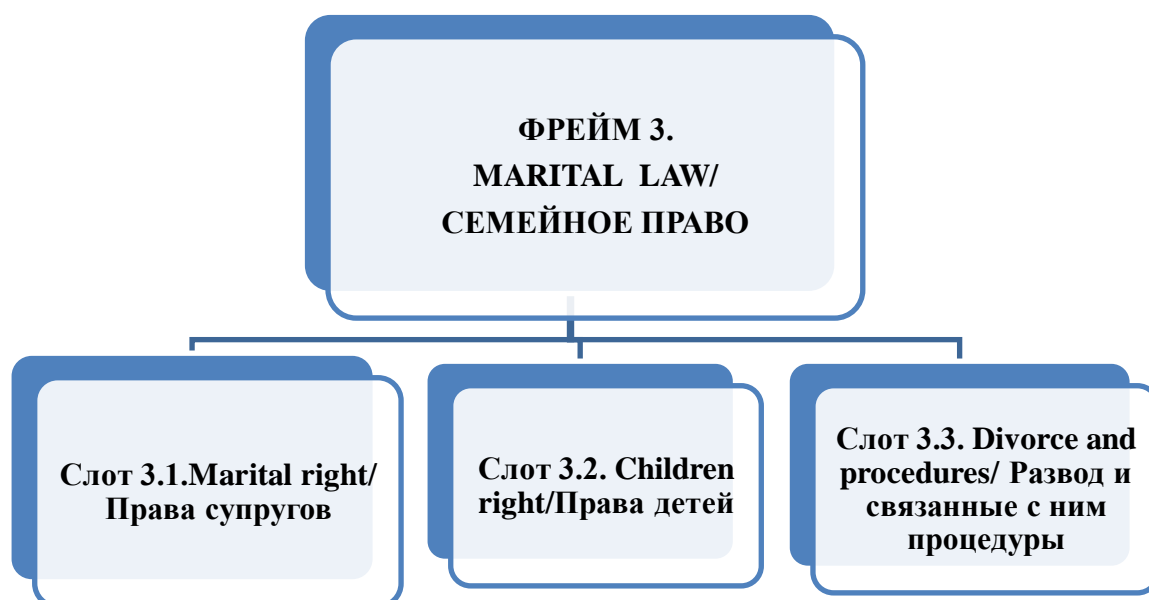 ФРЕЙМ 3.
MARITAL LAW/
СЕМЕЙНОЕ ПРАВО
Слот 3.1.Marital right/
Права супругов
Слот 3.2. Children
right/Права детей
Слот 3.3. Divorce and
procedures/ Развод и
связанные с ним
процедуры